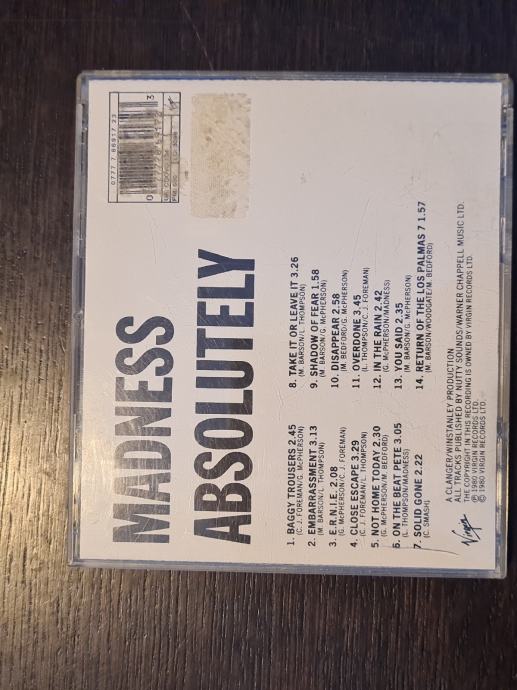 MADNESS
ABSOLUTELY
0777 7 86917 23
3
1. BAGGY TROUSERS 2.45
(C. J. FOREMAN/G. McPHERSON)
2. EMBARRASSMENT 3.13
(M. BARSON/L. THOMPSON)
3. E.R.N.I.E. 2.08
(G. McPHERSON/C. J. FOREMAN)
4. CLOSE ESCAPE 3.29
(C. J. FOREMAN/L. THOMPSON)
5. NOT HOME TODAY 2.30
(G. McPHERSON/M. BEDFORD)
6. ON THE BEAT PETE 3.05
(L. THOMPSON/MADNESS)
7. SOLID GONE 2.22
(C. SMASH)
8. TAKE IT OR LEAVE IT 3.26
(M. BARSON/L. THOMPSON)
9. SHADOW OF FEAR 1.58
(M. BARSON/G. McPHERSON)
10. DISAPPEAR 2.58
(M. BEDFORD/G. McPHERSON)
11. OVERDONE 3.45
(L. THOMPSON/C. J. FOREMAN)
12. IN THE RAIN 2.42
(G. McPHERSON/MADNESS)
13. YOU SAID 2.35
(M. BARSON/G. McPHERSON)
14. RETURN OF THE LOS PALMAS 7 1.57
(M. BARSON/WOODGATE/M. BEDFORD)
Virgin
A CLANGER/WINSTANLEY PRODUCTION
ALL TRACKS PUBLISHED BY NUTTY SOUNDS/WARNER CHAPPELL MUSIC LTD.
THE COPYRIGHT IN THIS RECORDING IS OWNED BY VIRGIN RECORDS LTD.
℗ 1980 VIRGIN RECORDS LTD.
© 1980 VIRGIN RECORDS LTD.